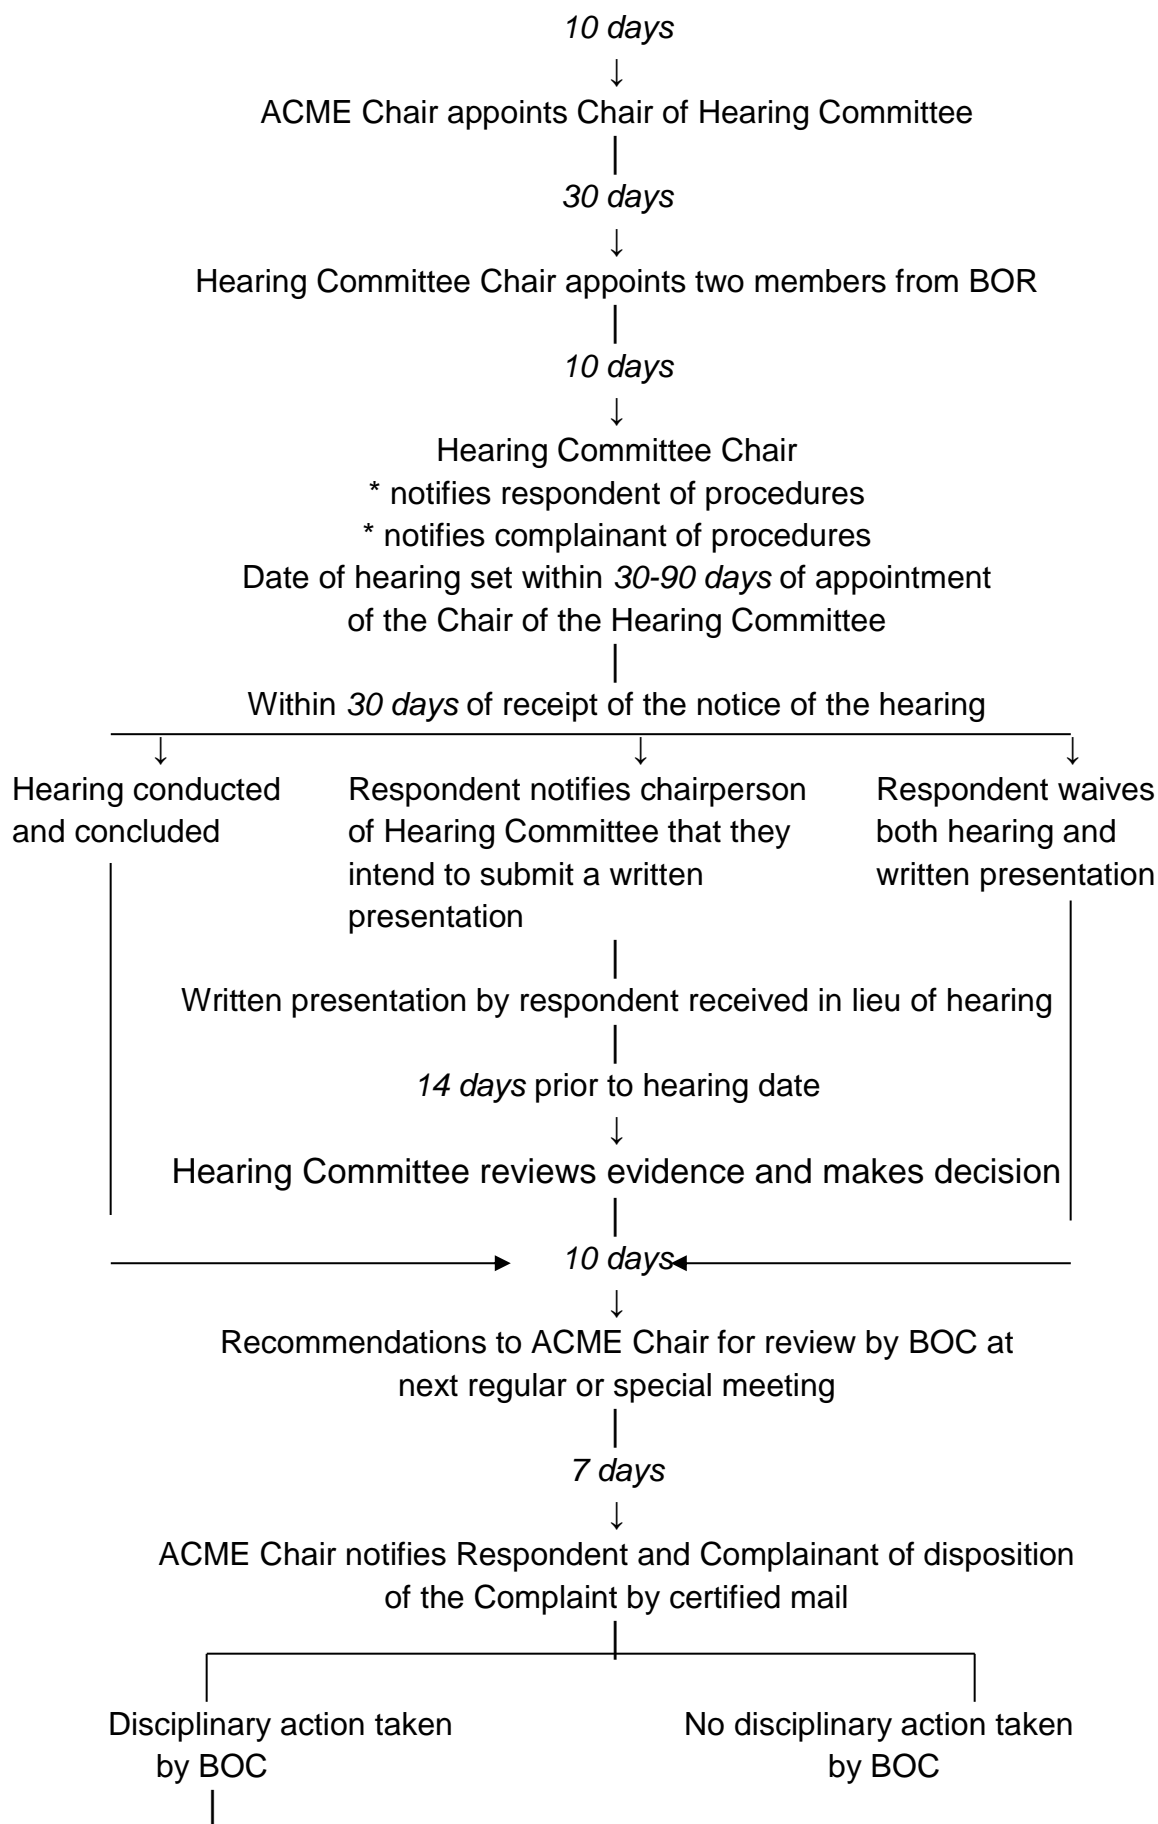 10 days
↓
ACME Chair appoints Chair of Hearing Committee
30 days
↓
Hearing Committee Chair appoints two members from BOR
10 days
↓
Hearing Committee Chair
* notifies respondent of procedures
* notifies complainant of procedures
Date of hearing set within 30-90 days of appointment
of the Chair of the Hearing Committee
Within 30 days of receipt of the notice of the hearing
↓ ↓ ↓
Hearing conducted
and concluded
Respondent notifies chairperson
of Hearing Committee that they
intend to submit a written
presentation
Respondent waives
both hearing and
written presentation
Written presentation by respondent received in lieu of hearing
14 days prior to hearing date
↓
Hearing Committee reviews evidence and makes decision
10 days
↓
Recommendations to ACME Chair for review by BOC at
next regular or special meeting
7 days
↓
ACME Chair notifies Respondent and Complainant of disposition
of the Complaint by certified mail
Disciplinary action taken
by BOC
No disciplinary action taken
by BOC